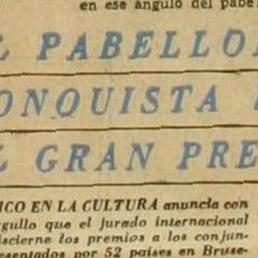 en ese ángulo del pabe
L PABELLO
ONQUISTA
L GRAN PRE
ICO EN LA CULTURA anuncia con
gullo que el jurado internacional
iscierne los premios a los conjun-
esentados por 52 países en Bruse-